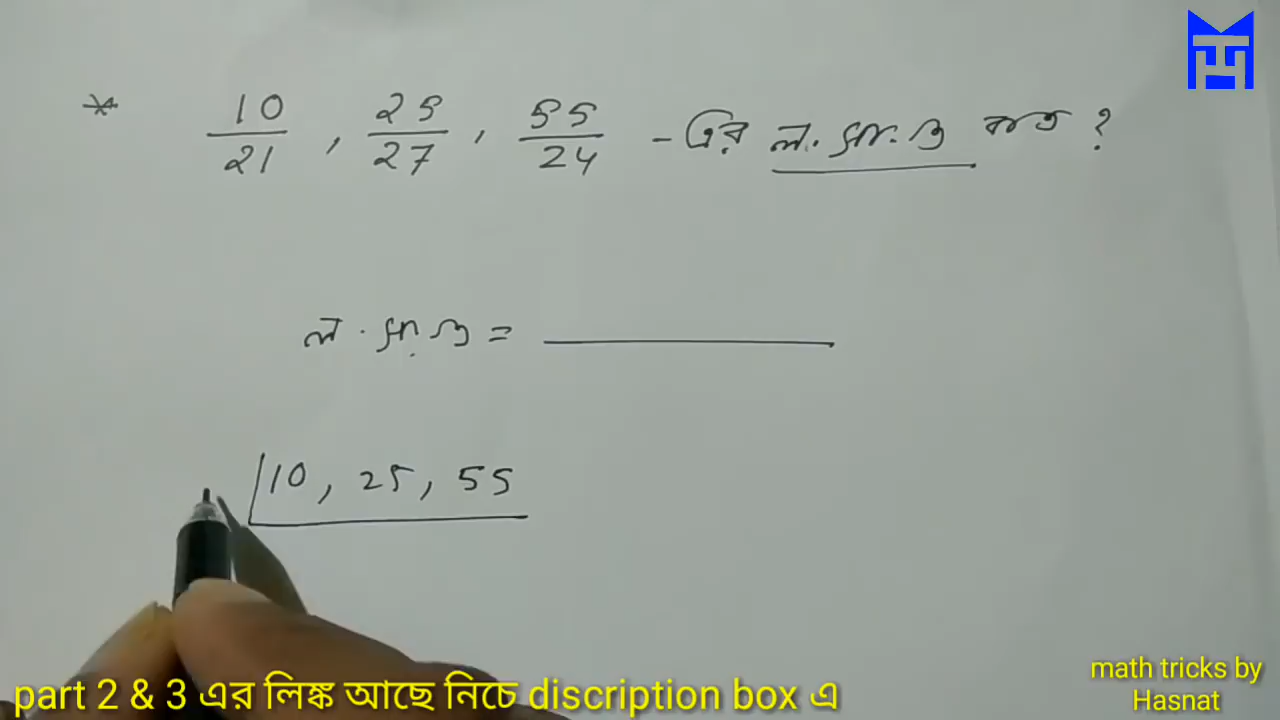 * 10/21 , 25/27 , 55/24 - এর ল. সা. গু কত ?
ল. সা. গু =
10, 25, 55
part 2 & 3 এর লিঙ্ক আছে নিচে discription box এ
math tricks by
Hasnat